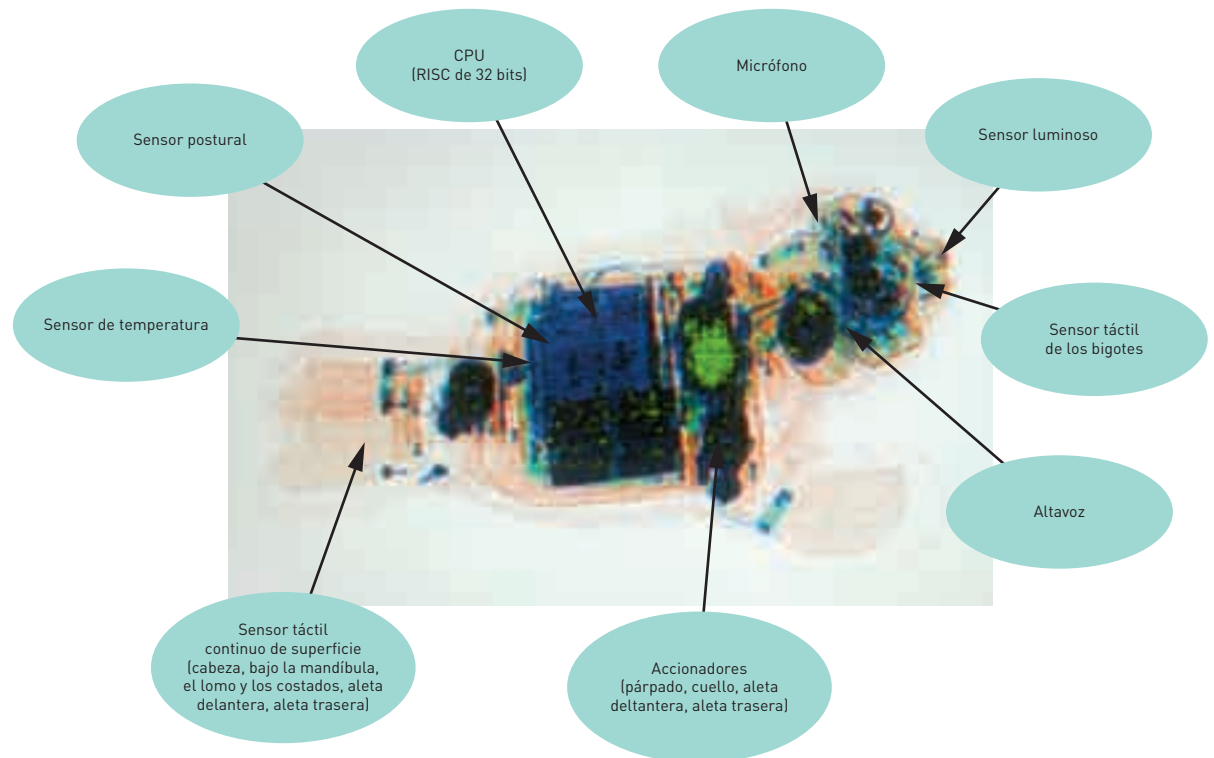 CPU
(RISC de 32 bits)
Micrófono
Sensor postural
Sensor luminoso
Sensor de temperatura
Sensor táctil
de los bigotes
Altavoz
Sensor táctil
continuo de superficie
(cabeza, bajo la mandíbula,
el lomo y los costados, aleta
delantera, aleta trasera)
Accionadores
(párpado, cuello, aleta
deltantera, aleta trasera)